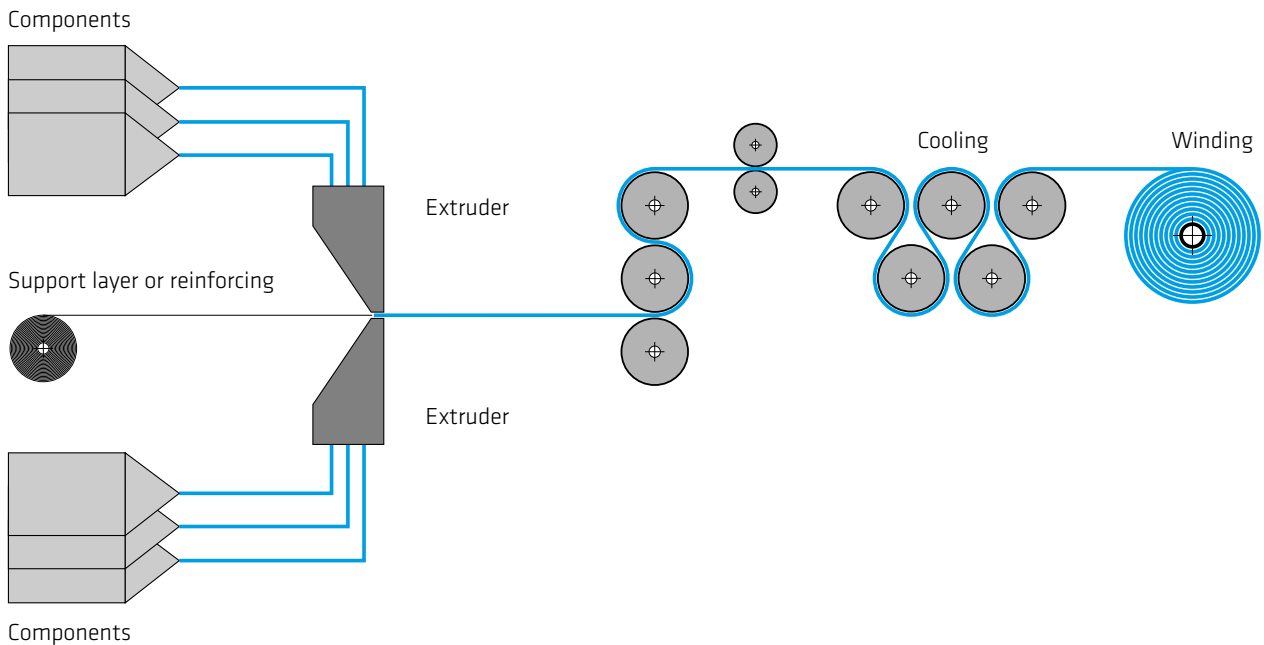 Components
Cooling
Winding
Extruder
Support layer or reinforcing
Extruder
Components